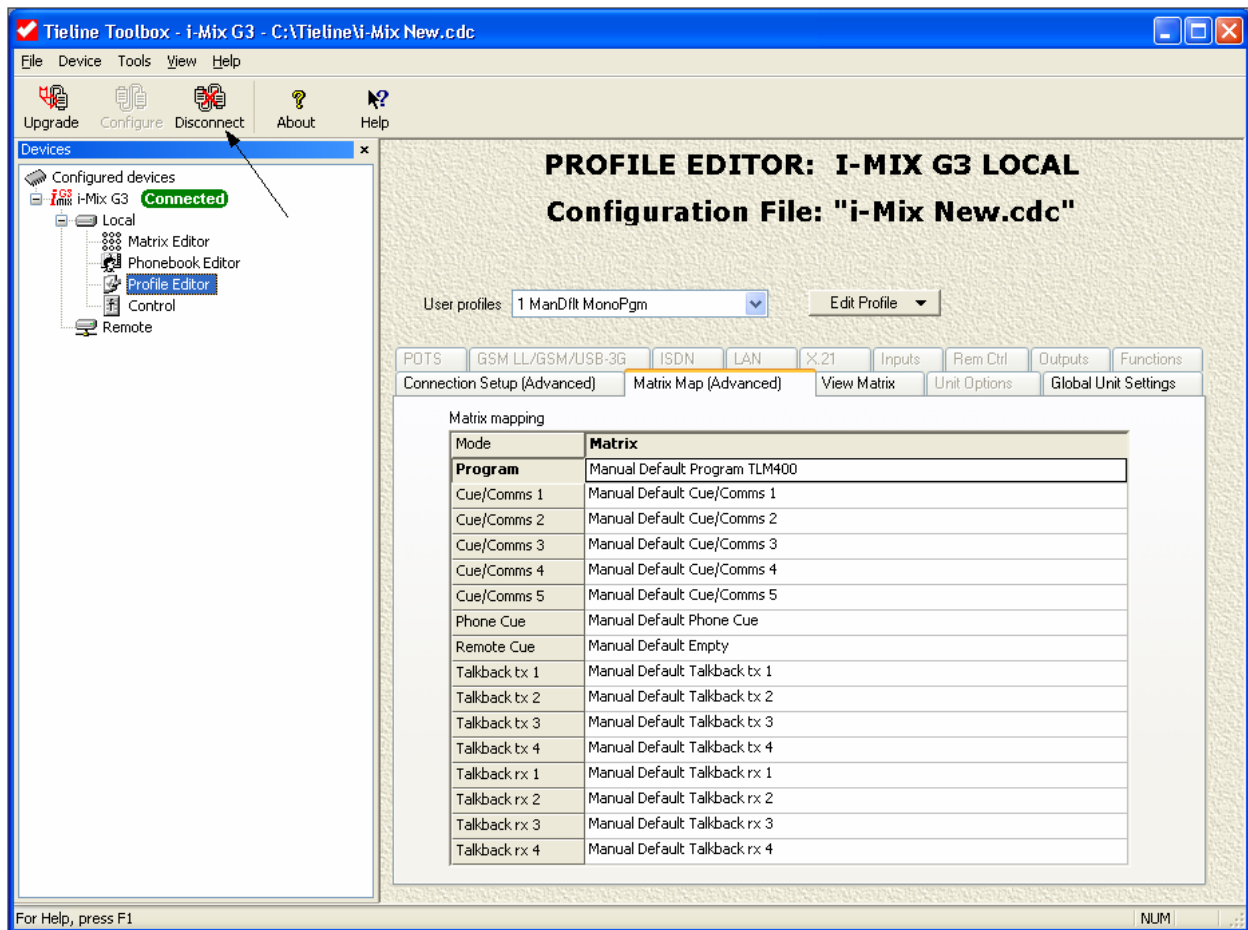 Tieline Toolbox - i-Mix G3 - C:\Tieline\i-Mix New.cdc
File Device Tools View Help
Upgrade Configure Disconnect About Help
Devices
Configured devices
i-Mix G3 Connected
Local
Matrix Editor
Phonebook Editor
Profile Editor
Control
Remote
PROFILE EDITOR: I-MIX G3 LOCAL
Configuration File: "i-Mix New.cdc"
User profiles 1 ManDflt MonoPgm Edit Profile
POTS GSM LL/GSM/USB-3G ISDN LAN X.21 Inputs Rem Ctrl Outputs Functions
Connection Setup (Advanced) Matrix Map (Advanced) View Matrix Unit Options Global Unit Settings
Matrix mapping
Mode Matrix
Program Manual Default Program TLM400
Cue/Comms 1 Manual Default Cue/Comms 1
Cue/Comms 2 Manual Default Cue/Comms 2
Cue/Comms 3 Manual Default Cue/Comms 3
Cue/Comms 4 Manual Default Cue/Comms 4
Cue/Comms 5 Manual Default Cue/Comms 5
Phone Cue Manual Default Phone Cue
Remote Cue Manual Default Empty
Talkback tx 1 Manual Default Talkback tx 1
Talkback tx 2 Manual Default Talkback tx 2
Talkback tx 3 Manual Default Talkback tx 3
Talkback tx 4 Manual Default Talkback tx 4
Talkback rx 1 Manual Default Talkback rx 1
Talkback rx 2 Manual Default Talkback rx 2
Talkback rx 3 Manual Default Talkback rx 3
Talkback rx 4 Manual Default Talkback rx 4
For Help, press F1 NUM